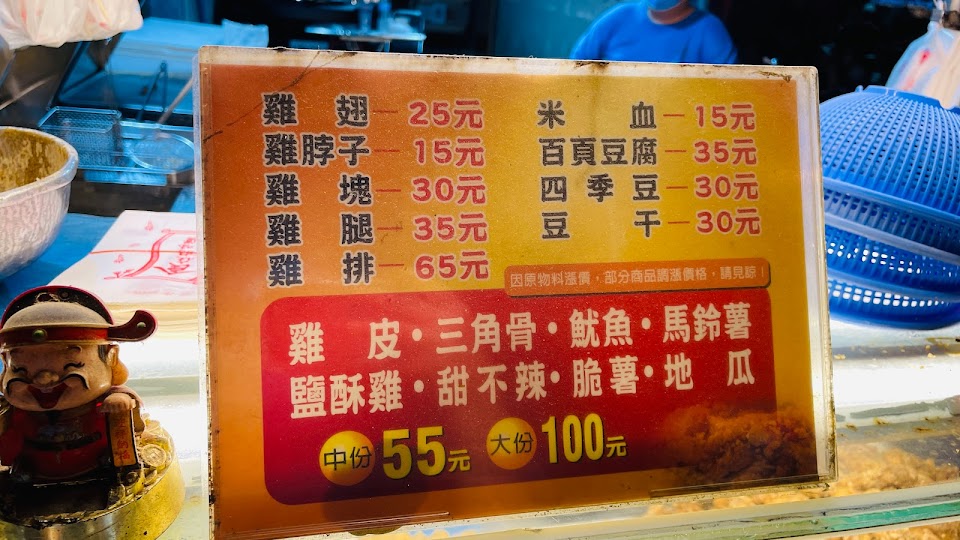 雞翅－25元
雞脖子－15元
雞塊－30元
雞腿－35元
雞排－65元
米血－15元
百頁豆腐－35元
四季豆－30元
豆干－30元
因原物料漲價，部分商品調漲價格，請見諒！
雞皮・三角骨・魷魚・馬鈴薯
鹽酥雞・甜不辣・脆薯・地瓜
中份55元 大份100元